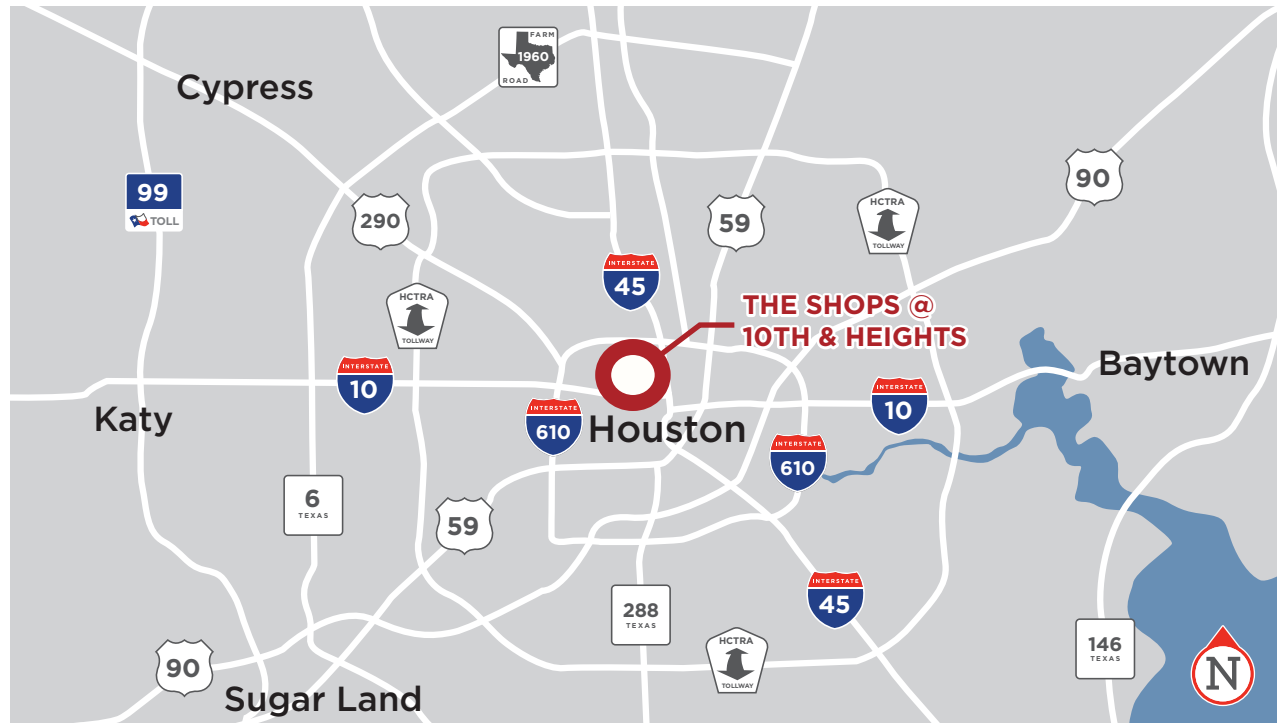 FARM
1960
ROAD
Cypress
99
TOLL
290
59
HCTRA
TOLLWAY
90
INTERSTATE
45
HCTRA
TOLLWAY
THE SHOPS @
10TH & HEIGHTS
INTERSTATE
10
Katy
INTERSTATE
610
Houston
INTERSTATE
10
Baytown
INTERSTATE
610
6
TEXAS
59
INTERSTATE
45
288
TEXAS
HCTRA
TOLLWAY
146
TEXAS
90
Sugar Land
N